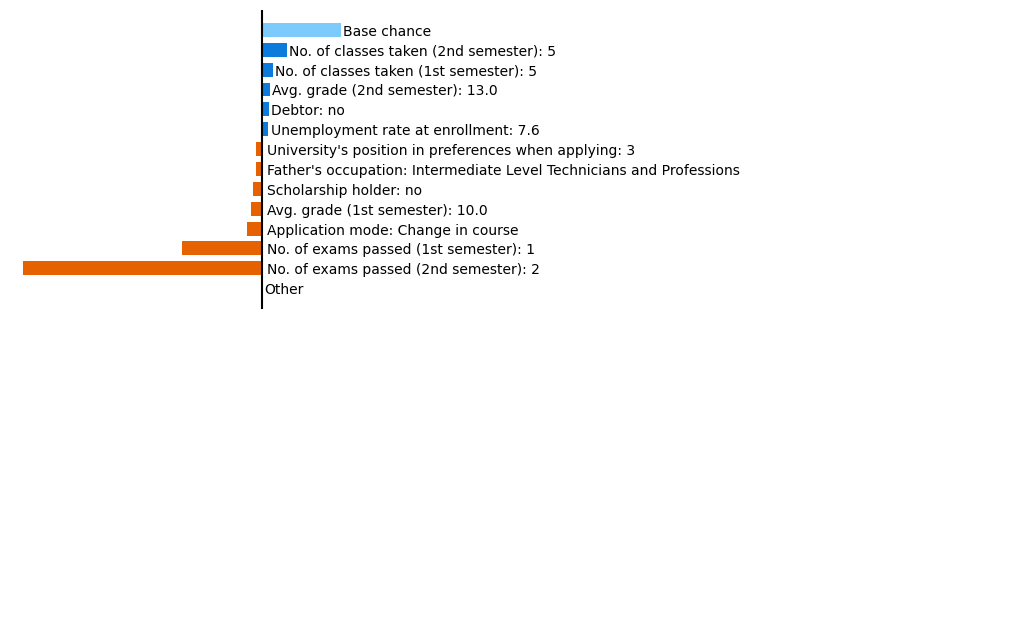 Base chance
No. of classes taken (2nd semester): 5
No. of classes taken (1st semester): 5
Avg. grade (2nd semester): 13.0
Debtor: no
Unemployment rate at enrollment: 7.6
University's position in preferences when applying: 3
Father's occupation: Intermediate Level Technicians and Professions
Scholarship holder: no
Avg. grade (1st semester): 10.0
Application mode: Change in course
No. of exams passed (1st semester): 1
No. of exams passed (2nd semester): 2
Other